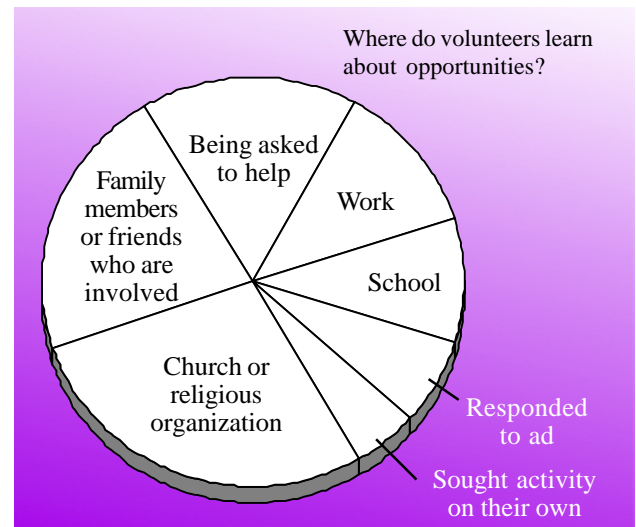 Where do volunteers learn
about opportunities?
Being asked
to help
Work
School
Responded
to ad
Sought activity
on their own
Church or
religious
organization
Family
members
or friends
who are
involved